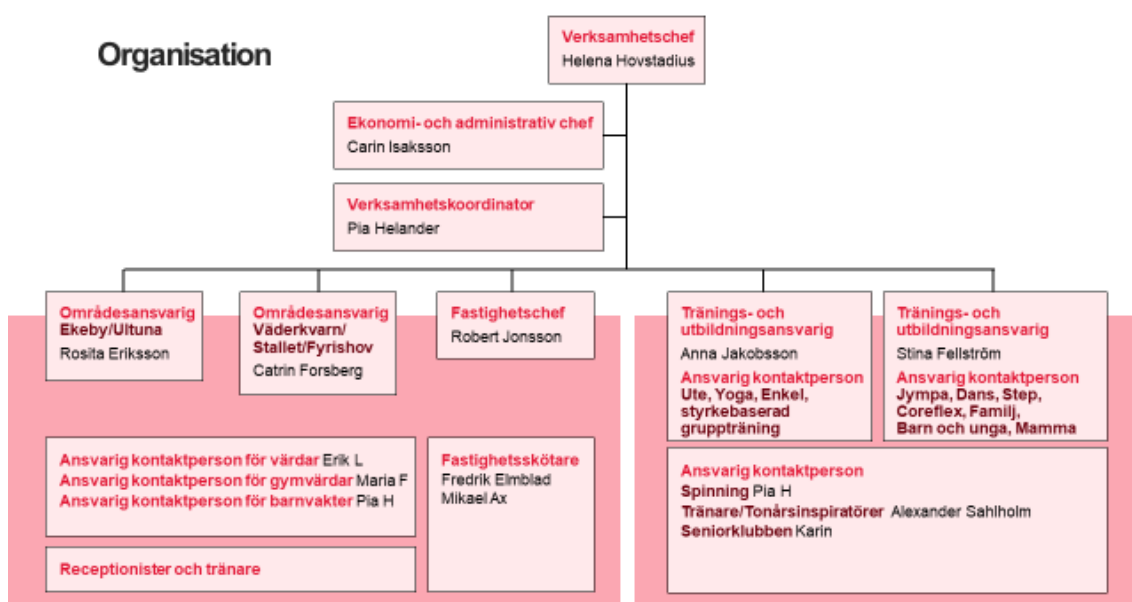 Organisation
Verksamhetschef
Helena Hovstadius
Ekonomi- och administrativ chef
Carin Isaksson
Verksamhetskoordinator
Pia Helander
Områdesansvarig
Ekeby/Ultuna
Rosita Eriksson
Områdesansvarig
Väderkvarn/
Stallet/Fyrishov
Catrin Forsberg
Fastighetschef
Robert Jonsson
Tränings- och
utbildningsansvarig
Anna Jakobsson
Ansvarig kontaktperson
Ute, Yoga, Enkel,
styrkebaserad
gruppträning
Tränings- och
utbildningsansvarig
Stina Fellström
Ansvarig kontaktperson
Jympa, Dans, Step,
Coreflex, Familj,
Barn och unga, Mamma
Ansvarig kontaktperson för värdar Erik L
Ansvarig kontaktperson för gymvärdar Maria F
Ansvarig kontaktperson för barnvakter Pia H
Receptionister och tränare
Fastighetsskötare
Fredrik Elmblad
Mikael Ax
Ansvarig kontaktperson
Spinning Pia H
Tränare/Tonårsinspiratörer Alexander Sahlholm
Seniorklubben Karin